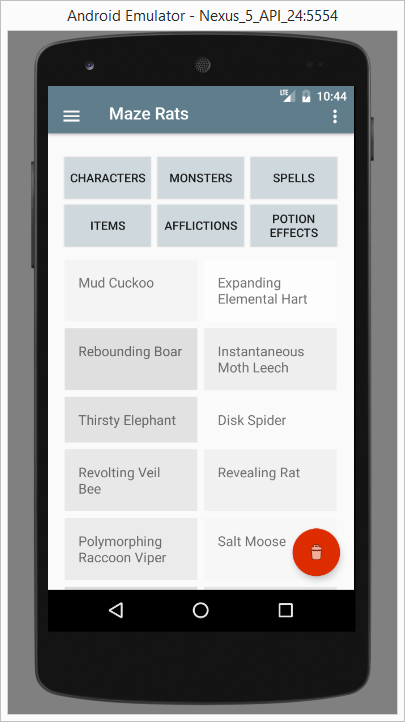 Android Emulator - Nexus_5_API_24:5554
LTE 10:44
Maze Rats
CHARACTERS
MONSTERS
SPELLS
ITEMS
AFFLICTIONS
POTION
EFFECTS
Mud Cuckoo
Expanding
Elemental Hart
Rebounding Boar
Instantaneous
Moth Leech
Thirsty Elephant
Disk Spider
Revolting Veil
Bee
Revealing Rat
Polymorphing
Raccoon Viper
Salt Moose